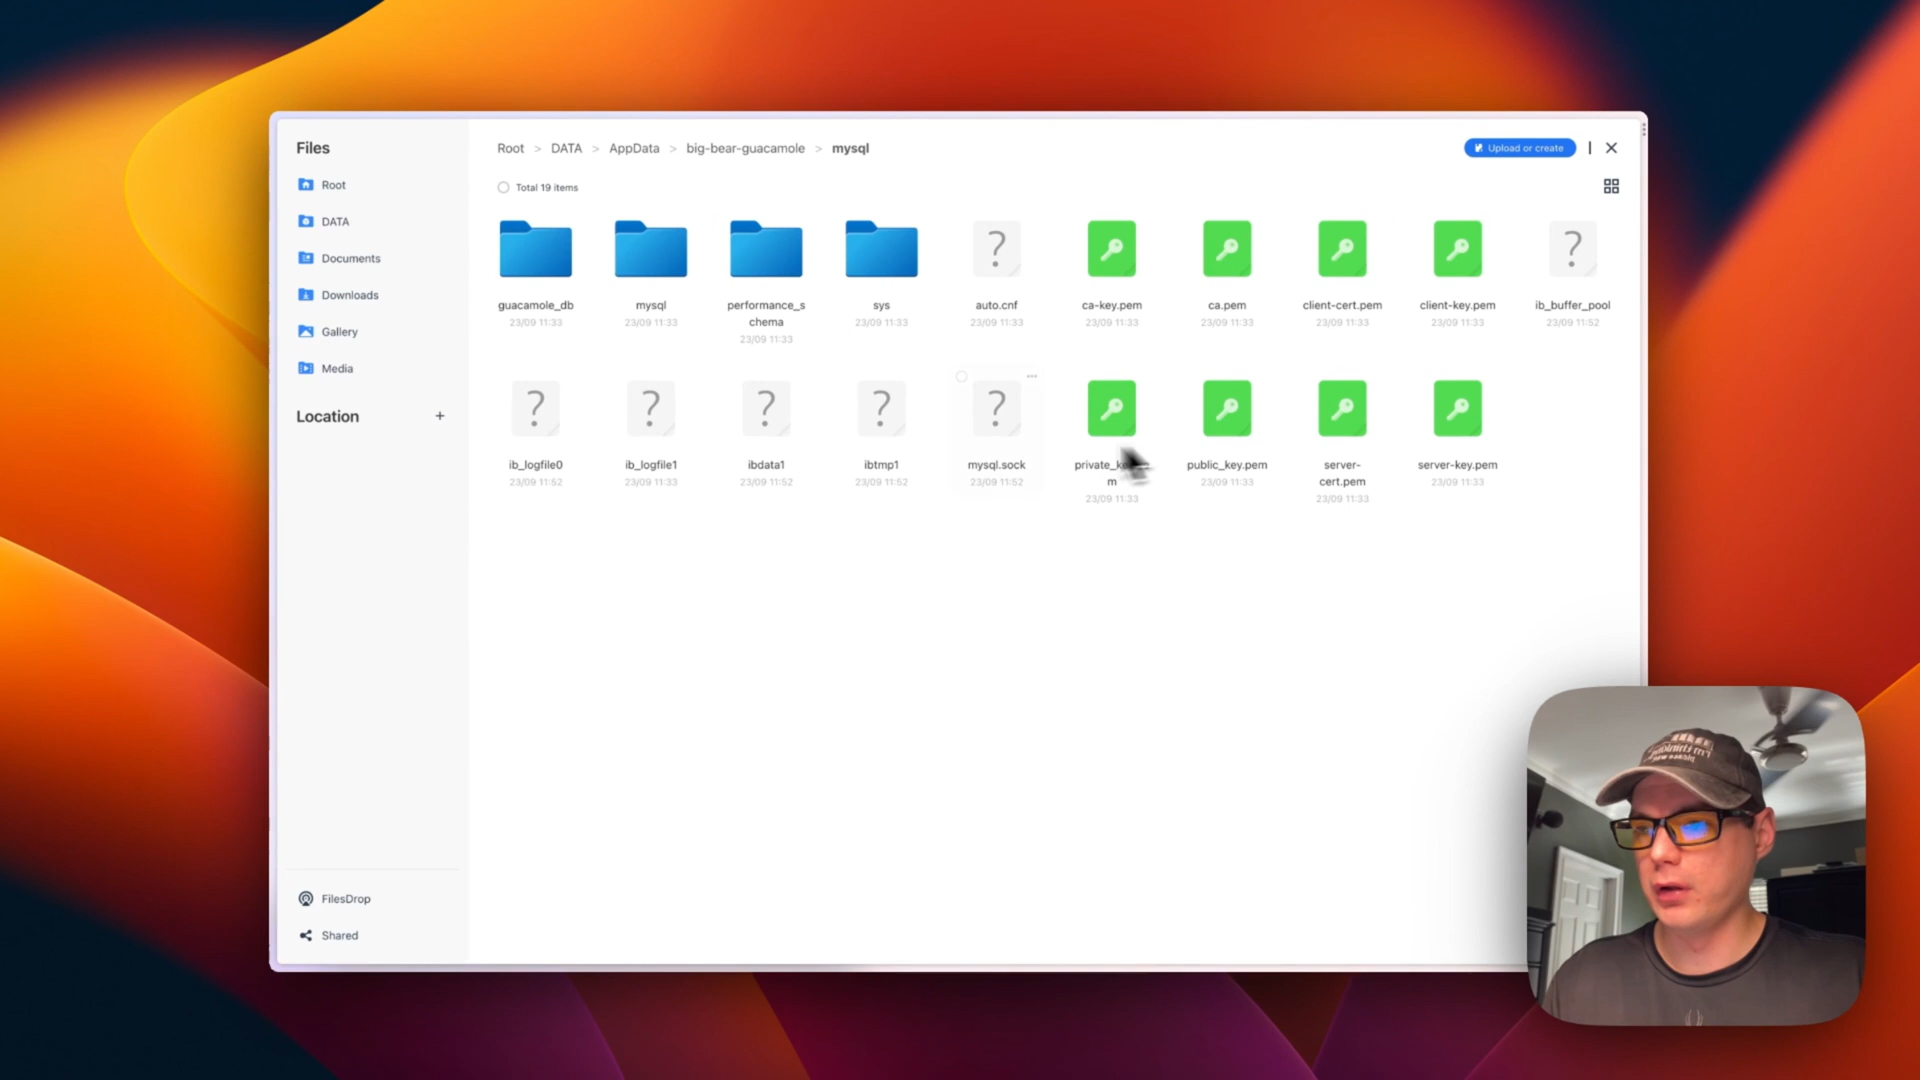 Files
Root > DATA > AppData > big-bear-guacamole > mysql
Upload or create
Total 19 items
Root
DATA
Documents
Downloads
Gallery
Media
Location +
guacamole_db
23/09 11:33
mysql
23/09 11:33
performance_s
chema
23/09 11:33
sys
23/09 11:33
auto.cnf
23/09 11:33
ca-key.pem
23/09 11:33
ca.pem
23/09 11:33
client-cert.pem
23/09 11:33
client-key.pem
23/09 11:33
ib_buffer_pool
23/09 11:52
ib_logfile0
23/09 11:52
ib_logfile1
23/09 11:33
ibdata1
23/09 11:52
ibtmp1
23/09 11:52
mysql.sock
23/09 11:52
m
23/09 11:33
public_key.pem
23/09 11:33
server-
cert.pem
23/09 11:33
server-key.pem
23/09 11:33
FilesDrop
Shared